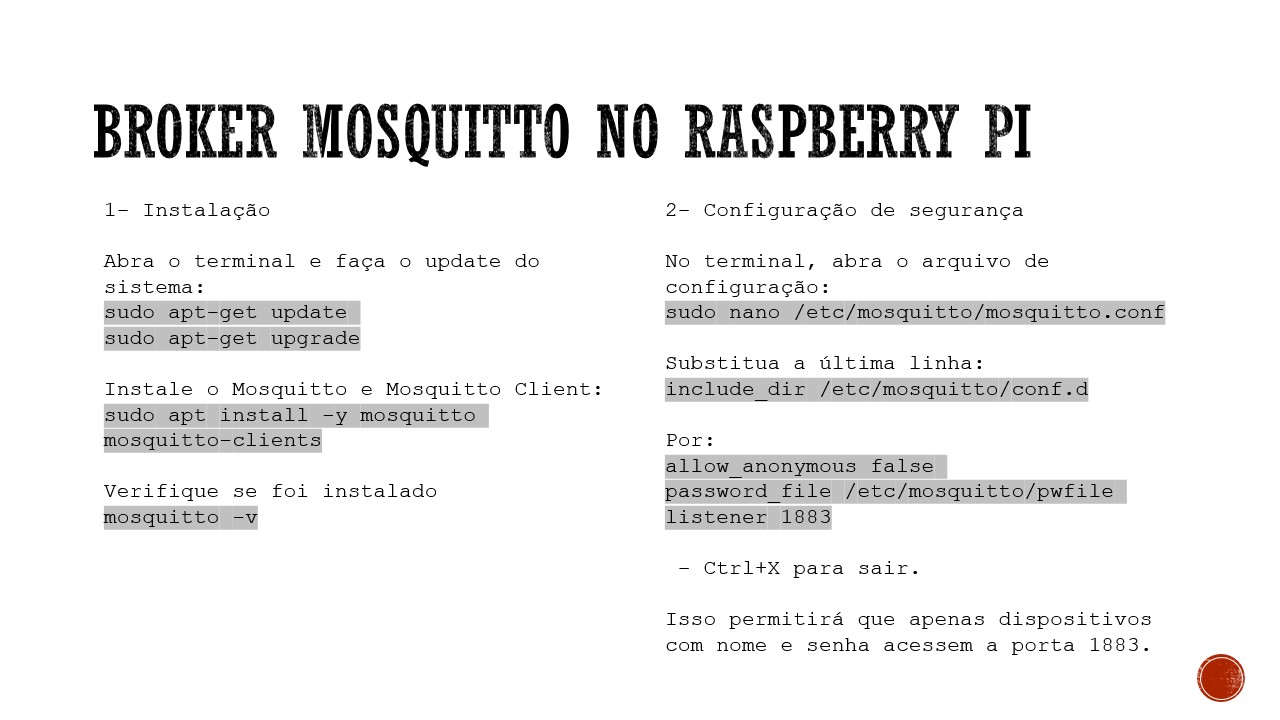 BROKER MOSQUITTO NO RASPBERRY PI
1- Instalação
Abra o terminal e faça o update do
sistema:
sudo apt-get update
sudo apt-get upgrade
Instale o Mosquitto e Mosquitto Client:
sudo apt install -y mosquitto
mosquitto-clients
Verifique se foi instalado
mosquitto -v
2- Configuração de segurança
No terminal, abra o arquivo de
configuração:
sudo nano /etc/mosquitto/mosquitto.conf
Substitua a última linha:
include_dir /etc/mosquitto/conf.d
Por:
allow_anonymous false
password_file /etc/mosquitto/pwfile
listener 1883
- Ctrl+X para sair.
Isso permitirá que apenas dispositivos
com nome e senha acessem a porta 1883.